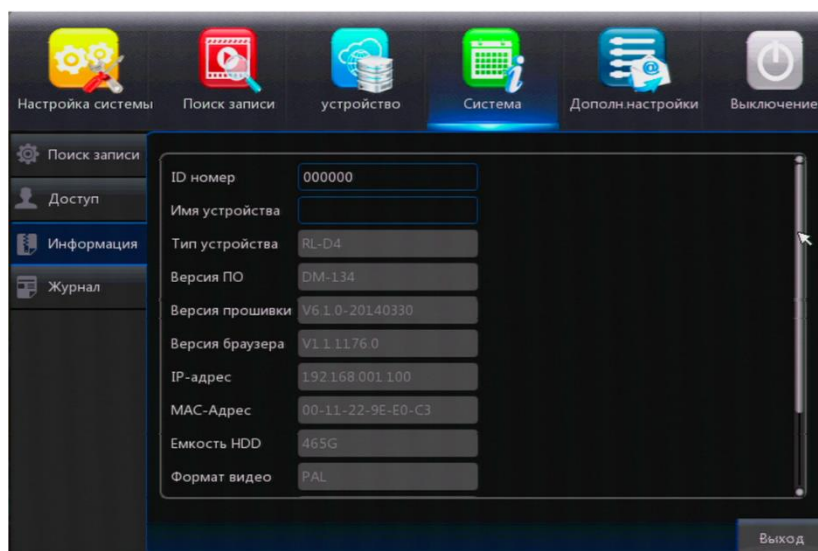 Настройка системы
Поиск записи
устройство
Система
Дополн.настройки
Выключение
Поиск записи
Доступ
Информация
Журнал
ID номер 000000
Имя устройства
Тип устройства RL-D4
Версия ПО DM-134
Версия прошивки V6.1.0-20140330
Версия браузера V1.1.1176.0
IP-адрес 192.168.001.100
MAC-Адрес 00-11-22-9E-E0-C3
Емкость HDD 465G
Формат видео PAL
Выход